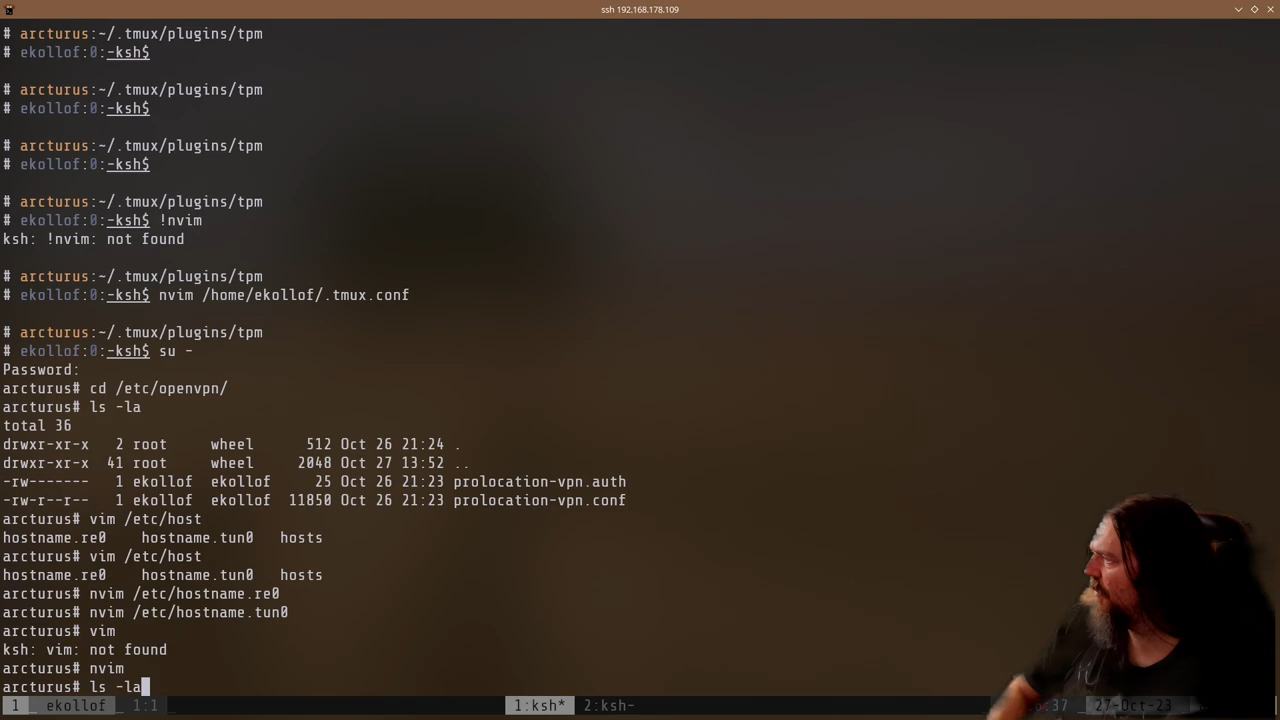 ssh 192.168.178.109
# arcturus:~/.tmux/plugins/tpm
# ekollof:0:-ksh$
# arcturus:~/.tmux/plugins/tpm
# ekollof:0:-ksh$
# arcturus:~/.tmux/plugins/tpm
# ekollof:0:-ksh$
# arcturus:~/.tmux/plugins/tpm
# ekollof:0:-ksh$ !nvim
ksh: !nvim: not found
# arcturus:~/.tmux/plugins/tpm
# ekollof:0:-ksh$ nvim /home/ekollof/.tmux.conf
# arcturus:~/.tmux/plugins/tpm
# ekollof:0:-ksh$ su -
Password:
arcturus# cd /etc/openvpn/
arcturus# ls -la
total 36
drwxr-xr-x   2 root     wheel      512 Oct 26 21:24 .
drwxr-xr-x  41 root     wheel     2048 Oct 27 13:52 ..
-rw-------   1 ekollof  ekollof     25 Oct 26 21:23 prolocation-vpn.auth
-rw-r--r--   1 ekollof  ekollof  11850 Oct 26 21:23 prolocation-vpn.conf
arcturus# vim /etc/host
hostname.re0    hostname.tun0   hosts
arcturus# vim /etc/host
hostname.re0    hostname.tun0   hosts
arcturus# nvim /etc/hostname.re0
arcturus# nvim /etc/hostname.tun0
arcturus# vim
ksh: vim: not found
arcturus# nvim
arcturus# ls -la
1 ekollof 1:1 1:ksh* 2:ksh- :37 27-Oct-23